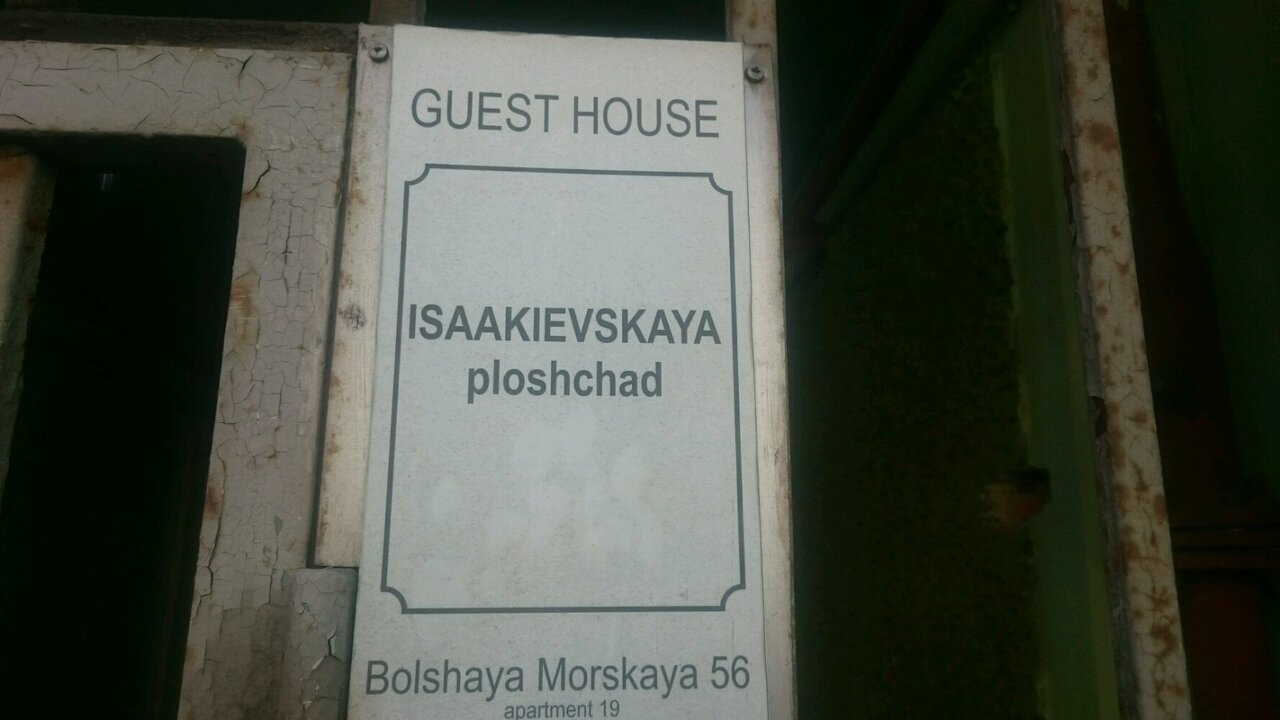 GUEST HOUSE
ISAAKIEVSKAYA
ploshchad
Bolshaya Morskaya 56
apartment 19